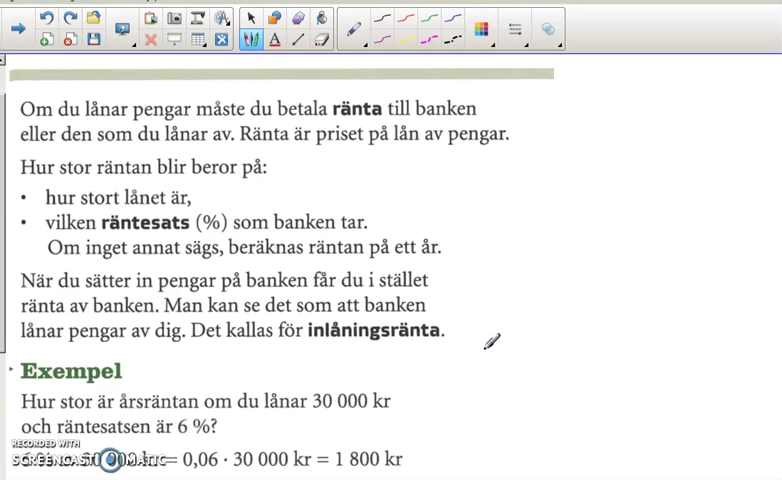 Om du lånar pengar måste du betala ränta till banken
eller den som du lånar av. Ränta är priset på lån av pengar.
Hur stor räntan blir beror på:
• hur stort lånet är,
• vilken räntesats (%) som banken tar.
Om inget annat sägs, beräknas räntan på ett år.
När du sätter in pengar på banken får du i stället
ränta av banken. Man kan se det som att banken
lånar pengar av dig. Det kallas för inlåningsränta.
Exempel
Hur stor är årsräntan om du lånar 30 000 kr
och räntesatsen är 6 %?
RECORDED WITH
SCREENCAST-O-MATIC
= 0,06 · 30 000 kr = 1 800 kr